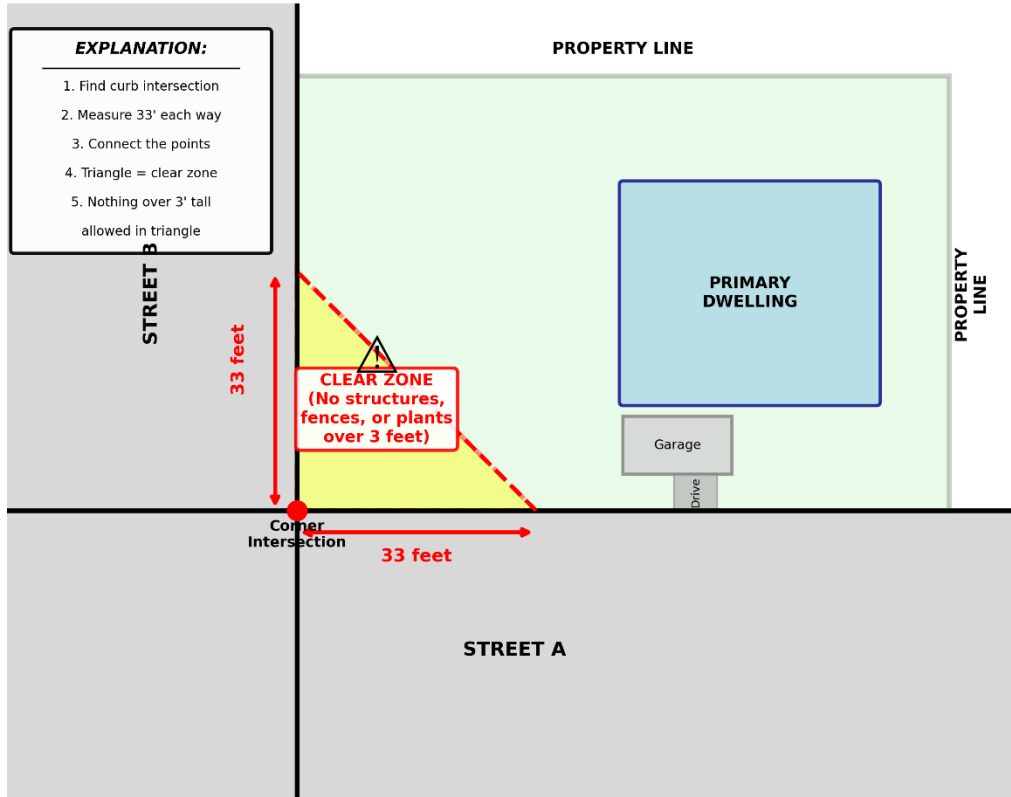 EXPLANATION:
1. Find curb intersection
2. Measure 33' each way
3. Connect the points
4. Triangle = clear zone
5. Nothing over 3' tall
allowed in triangle
PROPERTY LINE
STREET B
33 feet
!
CLEAR ZONE
(No structures,
fences, or plants
over 3 feet)
PRIMARY
DWELLING
PROPERTY
LINE
Garage
Drive
Corner
Intersection
33 feet
STREET A